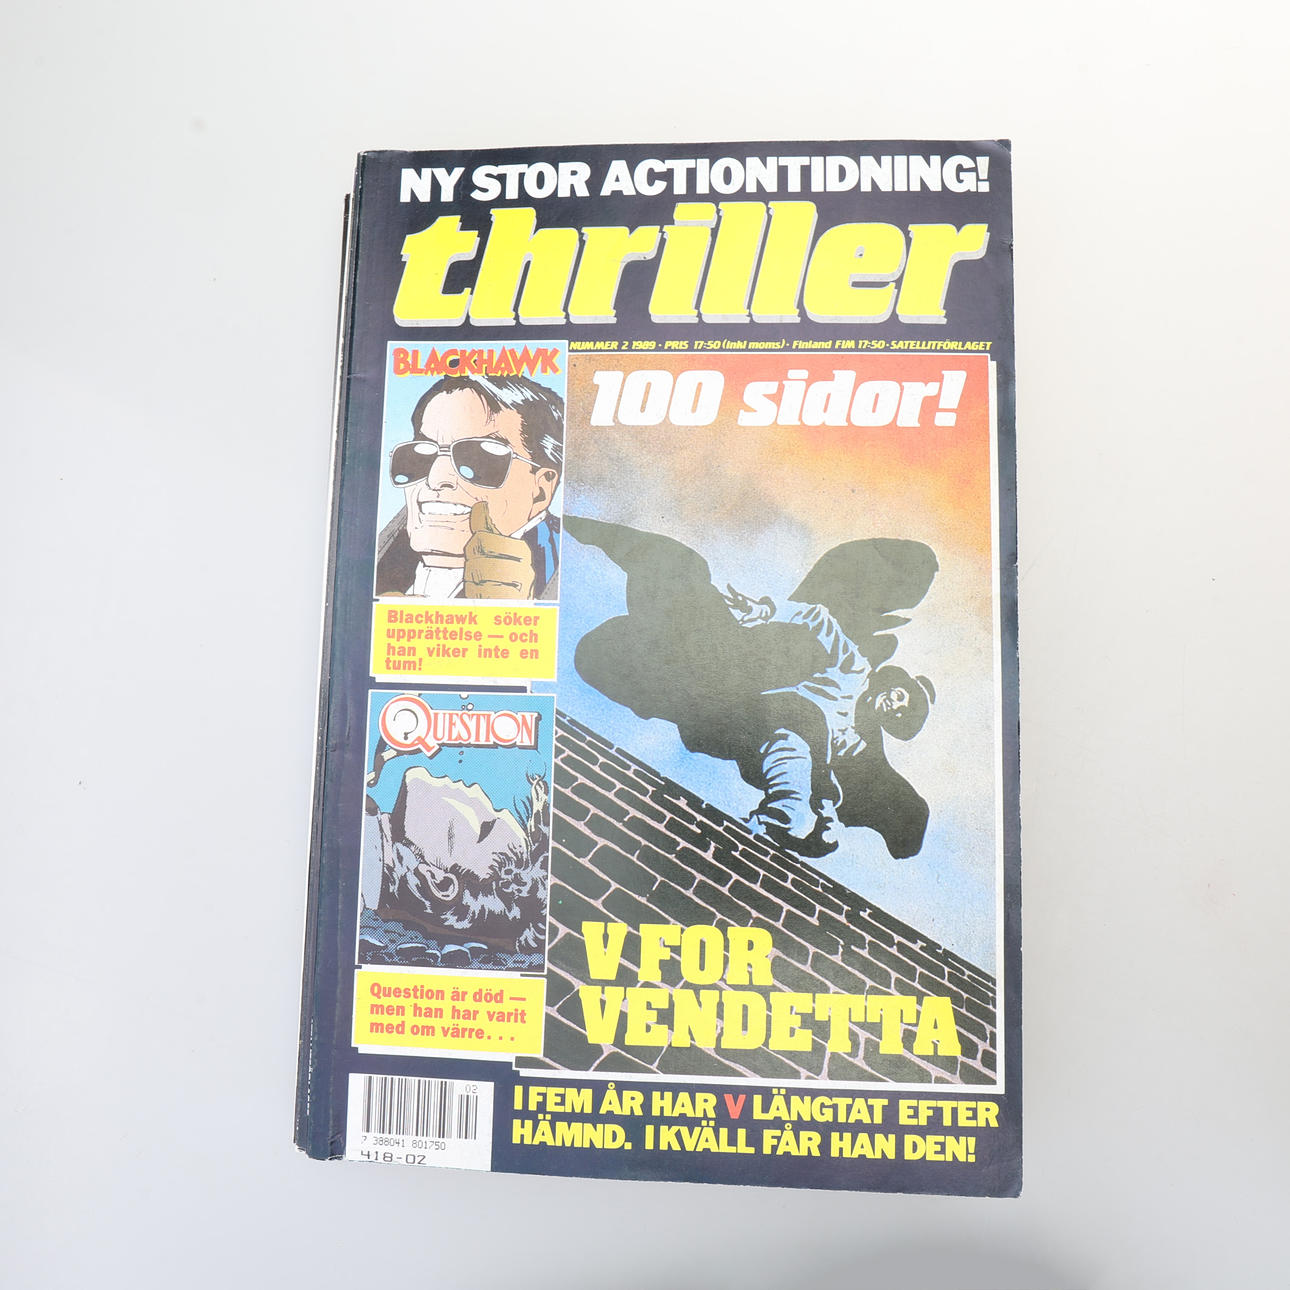 NY STOR ACTIONTIDNING!
thriller
NUMMER 2 1989 · PRIS 17:50 (inkl moms) · Finland FIM 17:50 · SATELLITFÖRLAGET
BLACKHAWK
100 sidor!
Blackhawk söker
upprättelse — och
han viker inte en
tum!
QUESTION
Question är död —
men han har varit
med om värre...
V FOR
VENDETTA
I FEM ÅR HAR V LÄNGTAT EFTER
HÄMND. I KVÄLL FÅR HAN DEN!
02
7 388041 801750
418-02